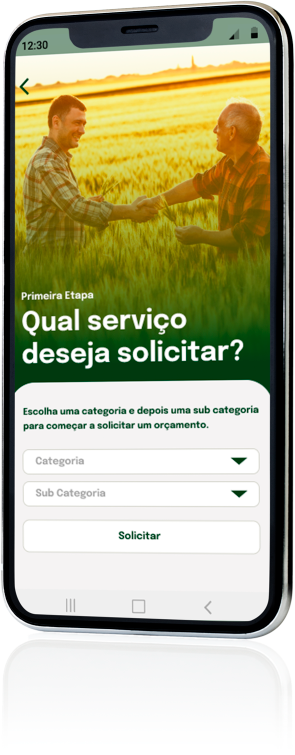 12:30
Primeira Etapa
Qual serviço
deseja solicitar?
Escolha uma categoria e depois uma sub categoria
para começar a solicitar um orçamento.
Categoria
Sub Categoria
Solicitar